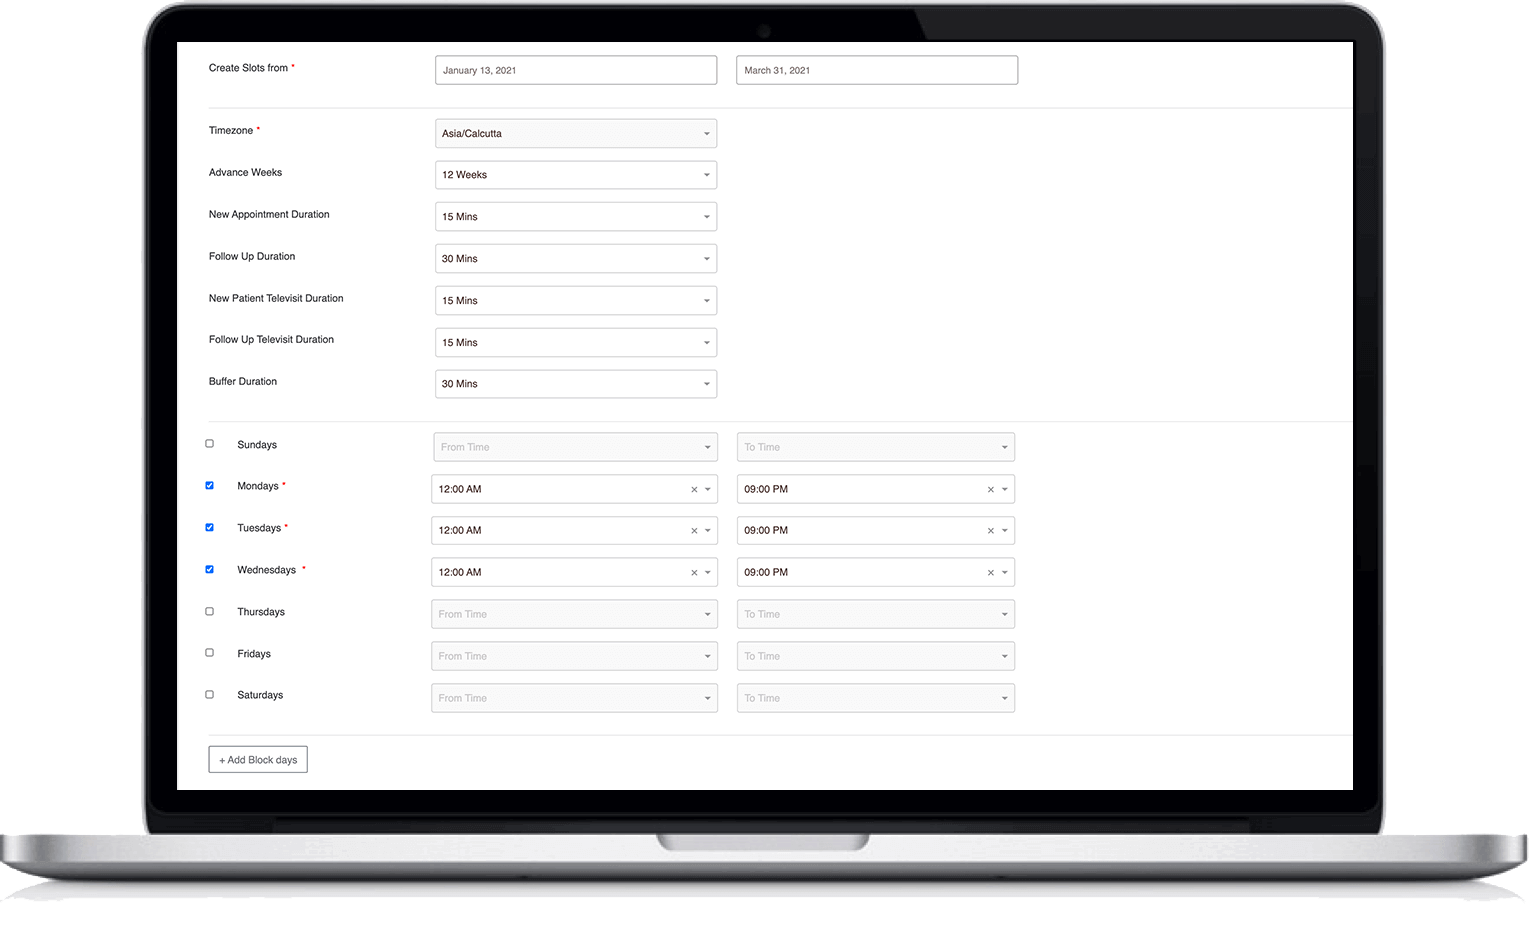 Create Slots from * January 13, 2021 March 31, 2021
Timezone * Asia/Calcutta
Advance Weeks 12 Weeks
New Appointment Duration 15 Mins
Follow Up Duration 30 Mins
New Patient Televisit Duration 15 Mins
Follow Up Televisit Duration 15 Mins
Buffer Duration 30 Mins
Sundays From Time To Time
Mondays * 12:00 AM × 09:00 PM ×
Tuesdays * 12:00 AM × 09:00 PM ×
Wednesdays * 12:00 AM × 09:00 PM ×
Thursdays From Time To Time
Fridays From Time To Time
Saturdays From Time To Time
+ Add Block days